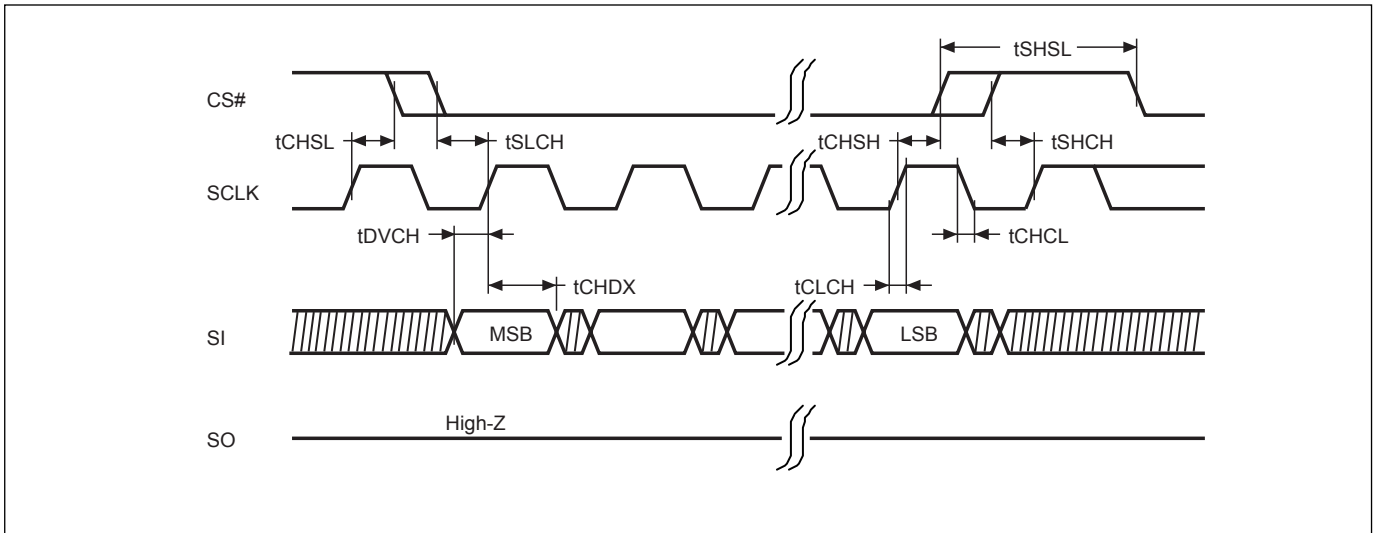 tSHSL
CS#
tCHSL
tSLCH
tCHSH
tSHCH
SCLK
tDVCH
tCHCL
tCHDX
tCLCH
SI
MSB
LSB
High-Z
SO